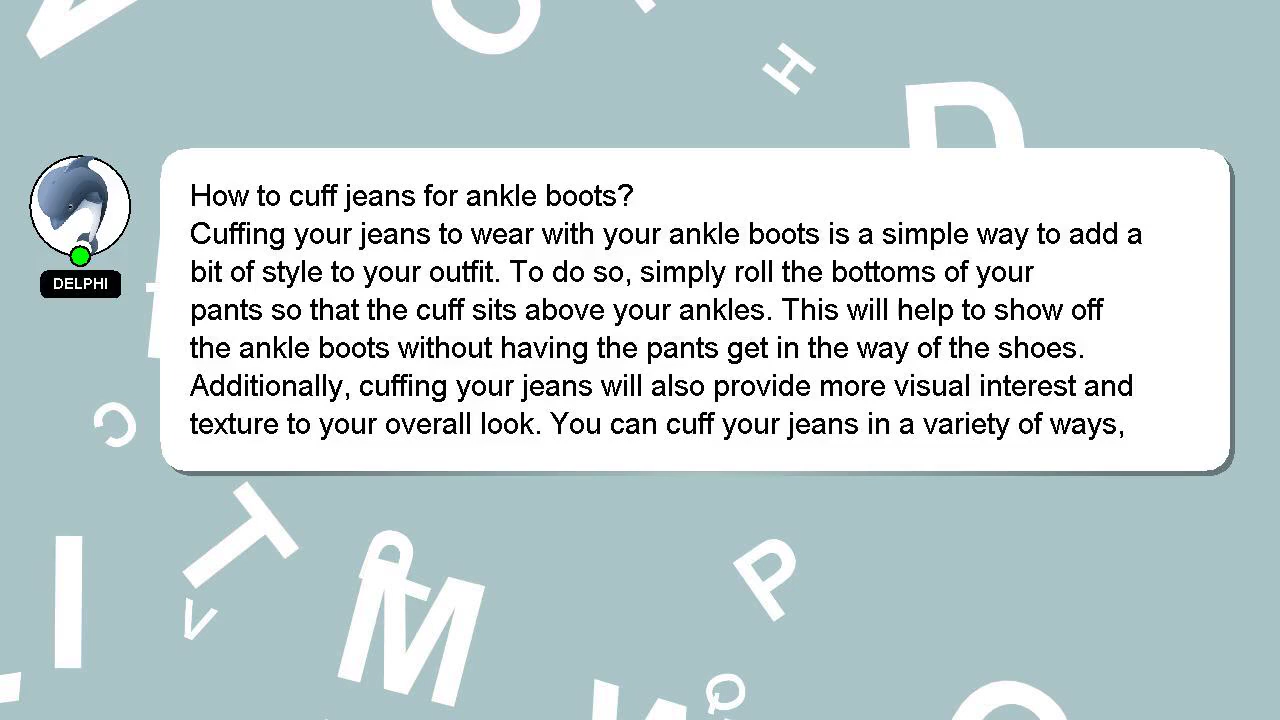 How to cuff jeans for ankle boots?
Cuffing your jeans to wear with your ankle boots is a simple way to add a
bit of style to your outfit. To do so, simply roll the bottoms of your
pants so that the cuff sits above your ankles. This will help to show off
the ankle boots without having the pants get in the way of the shoes.
Additionally, cuffing your jeans will also provide more visual interest and
texture to your overall look. You can cuff your jeans in a variety of ways,
DELPHI
H
D
C
T
V
I
M
P
Q